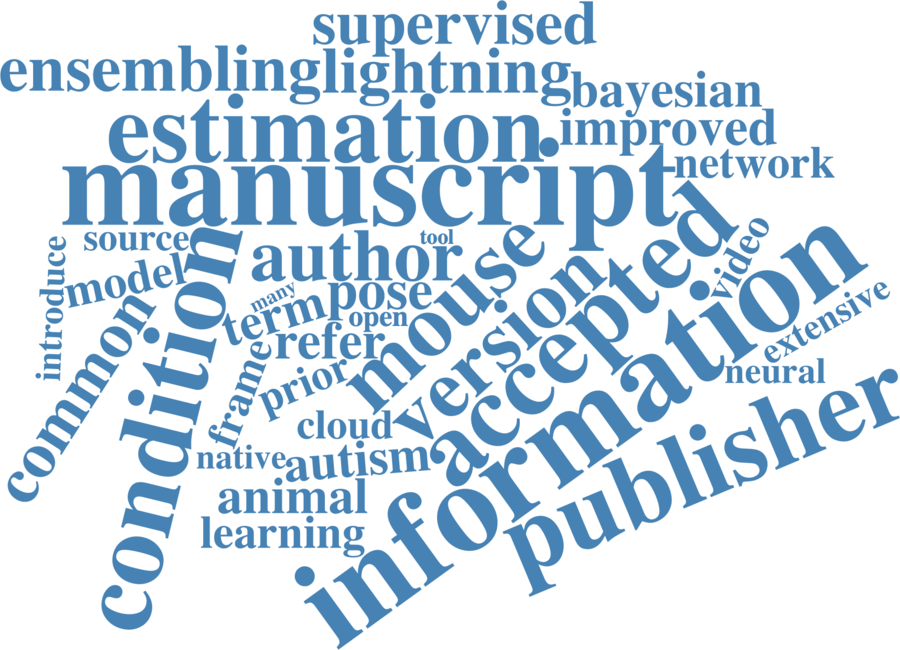 supervised
ensembling
lightning
bayesian
estimation
improved
manuscript
network
source
author
tool
introduce
model
condition
mouse
accepted
video
many
term
pose
version
information
common
open
refer
extensive
frame
prior
neural
cloud
native
autism
publisher
animal
learning